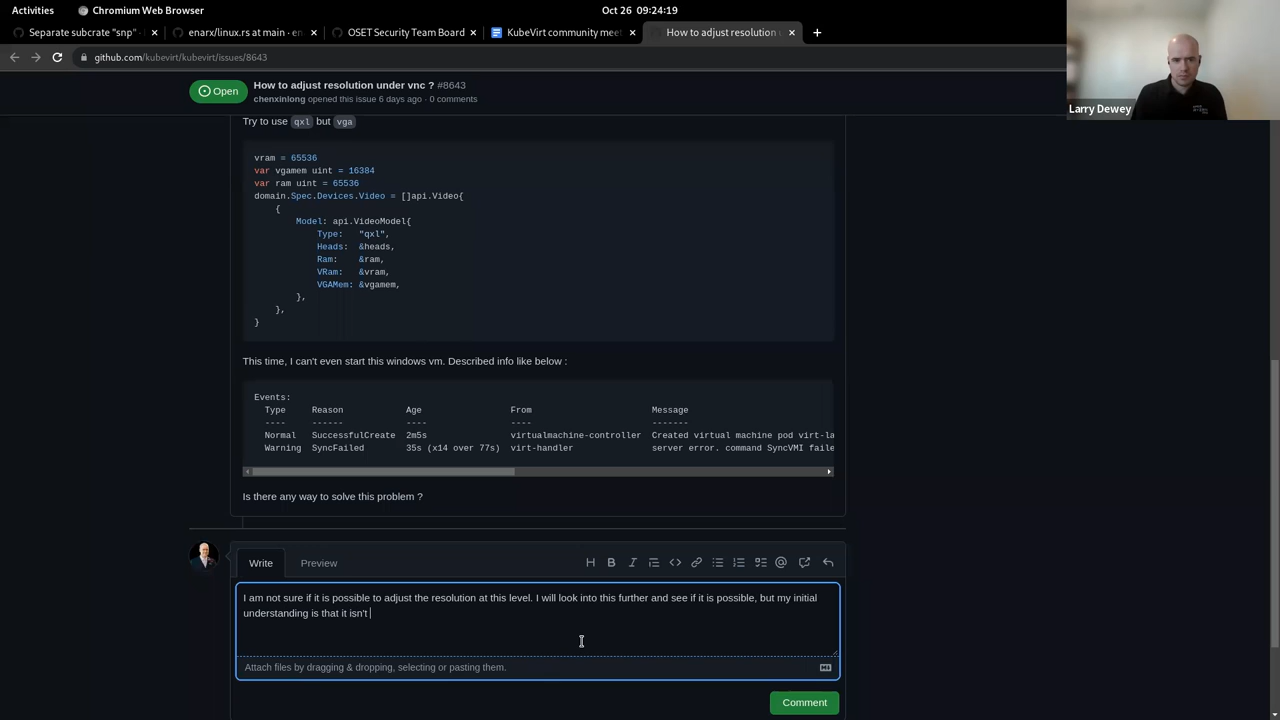 Activities
Chromium Web Browser
Oct 26 09:24:19
Separate subcrate "snp" ·
enarx/linux.rs at main · en
OSET Security Team Board
KubeVirt community mee
How to adjust resolution
github.com/kubevirt/kubevirt/issues/8643
Larry Dewey
Open
How to adjust resolution under vnc ? #8643
chenxinlong opened this issue 6 days ago · 0 comments
Try to use qxl but vga
vram = 65536
var vgamem uint = 16384
var ram uint = 65536
domain.Spec.Devices.Video = []api.Video{
{
Model: api.VideoModel{
Type: "qxl",
Heads: &heads,
Ram: &ram,
VRam: &vram,
VGAMem: &vgamem,
},
},
}
This time, I can't even start this windows vm. Described info like below :
Events:
Type Reason Age From Message
---- ------ ---- ---- -------
Normal SuccessfulCreate 2m5s virtualmachine-controller Created virtual machine pod virt-la
Warning SyncFailed 35s (x14 over 77s) virt-handler server error. command SyncVMI faile
Is there any way to solve this problem ?
Write
Preview
I am not sure if it is possible to adjust the resolution at this level. I will look into this further and see if it is possible, but my initial
understanding is that it isn't
Attach files by dragging & dropping, selecting or pasting them.
Comment